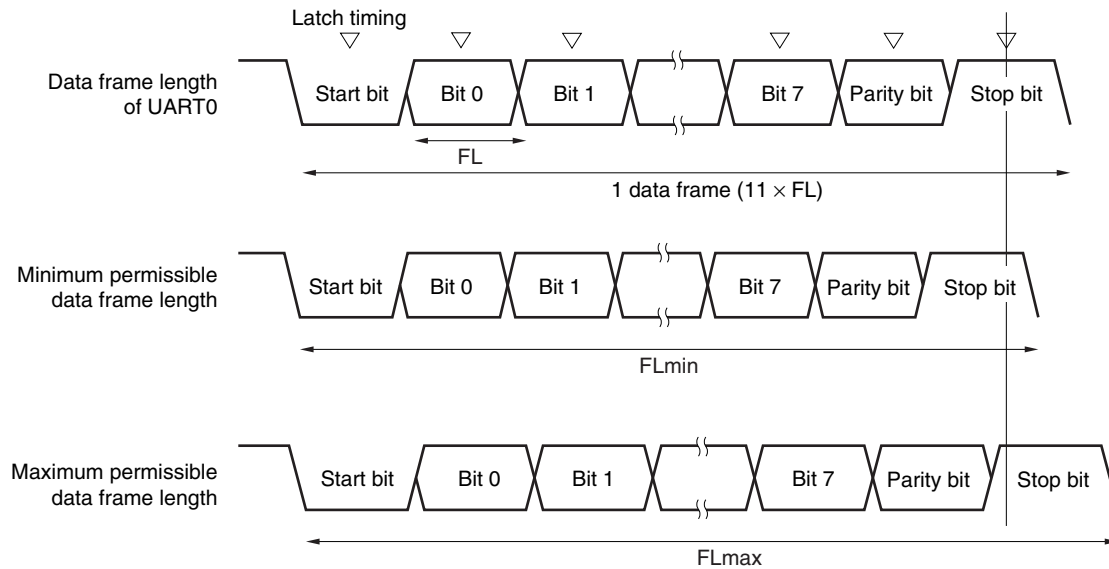 Latch timing
Data frame length
of UART0
Start bit Bit 0 Bit 1 Bit 7 Parity bit Stop bit
FL
1 data frame (11 × FL)
Minimum permissible
data frame length
Start bit Bit 0 Bit 1 Bit 7 Parity bit Stop bit
FLmin
Maximum permissible
data frame length
Start bit Bit 0 Bit 1 Bit 7 Parity bit Stop bit
FLmax